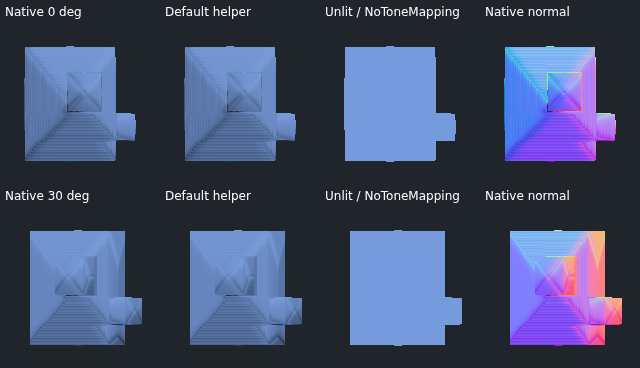 Native 0 deg
Default helper
Unlit / NoToneMapping
Native normal
Native 30 deg
Default helper
Unlit / NoToneMapping
Native normal